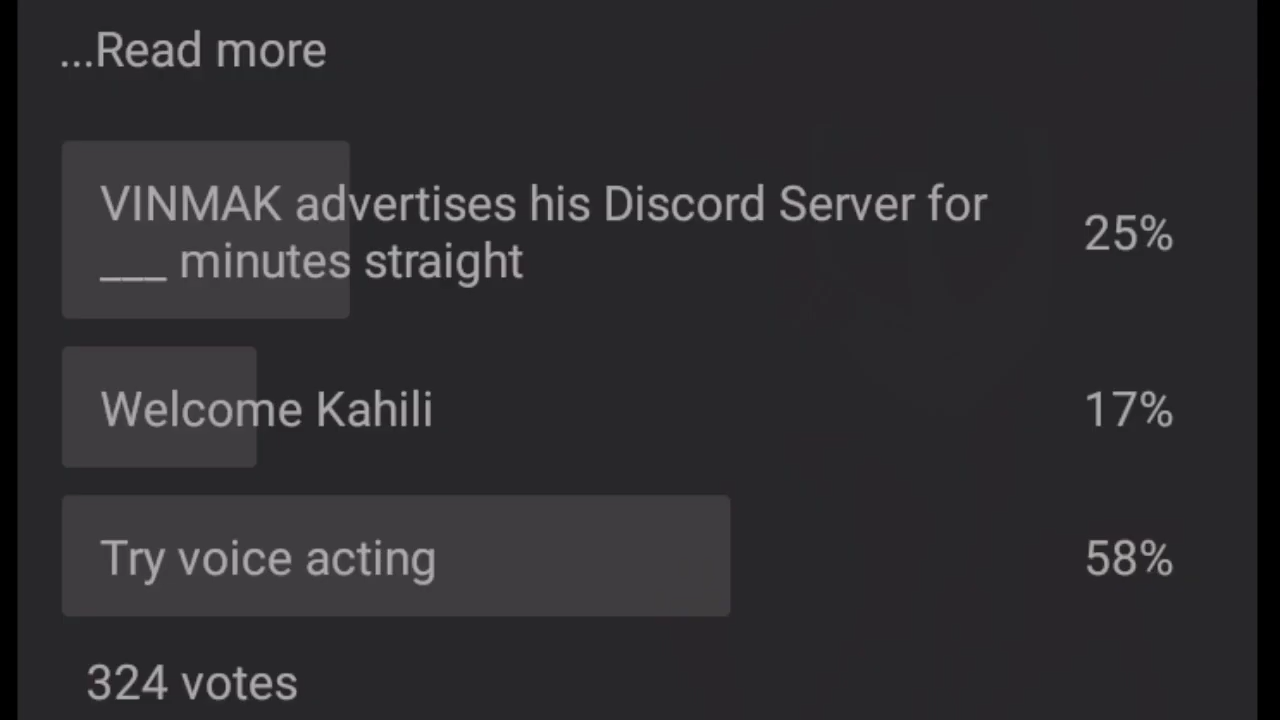 ...Read more
VINMAK advertises his Discord Server for
___ minutes straight
25%
Welcome Kahili
17%
Try voice acting
58%
324 votes